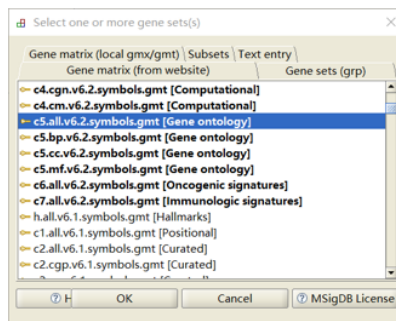 Select one or more gene sets(s)
Gene matrix (local gmx/gmt) Subsets Text entry
Gene matrix (from website) Gene sets (grp)
c4.cgn.v6.2.symbols.gmt [Computational]
c4.cm.v6.2.symbols.gmt [Computational]
c5.all.v6.2.symbols.gmt [Gene ontology]
c5.bp.v6.2.symbols.gmt [Gene ontology]
c5.cc.v6.2.symbols.gmt [Gene ontology]
c5.mf.v6.2.symbols.gmt [Gene ontology]
c6.all.v6.2.symbols.gmt [Oncogenic signatures]
c7.all.v6.2.symbols.gmt [Immunologic signatures]
h.all.v6.1.symbols.gmt [Hallmarks]
c1.all.v6.1.symbols.gmt [Positional]
c2.all.v6.1.symbols.gmt [Curated]
c2.cgp.v6.1.symbols.gmt [Curated]
OK Cancel MSigDB License